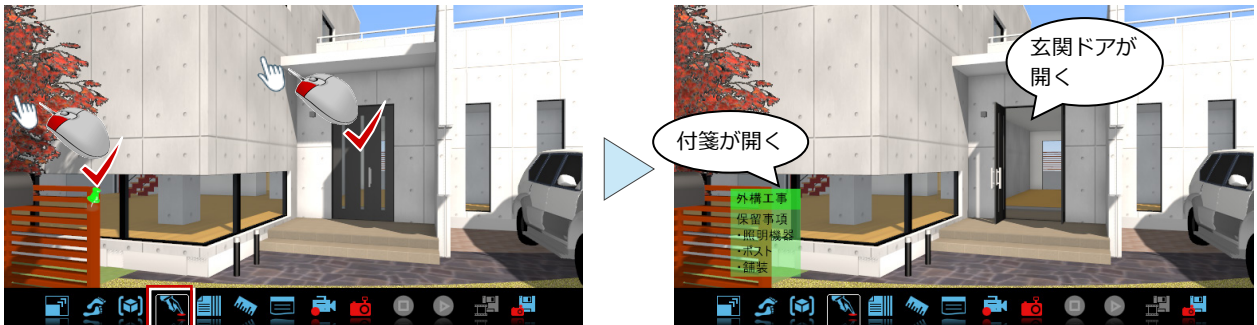 玄関ドアが
開く
付箋が開く
外構工事
保留事項
・照明機器
・ポスト
・舗装